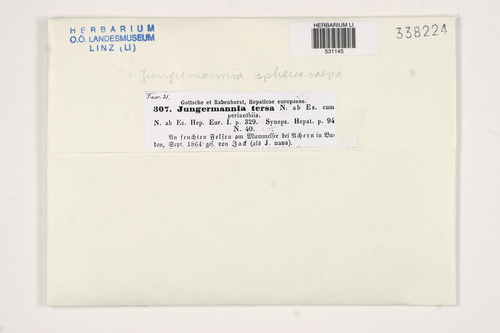 HERBARIUM
O.Ö. LANDESMUSEUM
LINZ (LI)
HERBARIUM LI
531145
338224
= Jungermannia sphaerocarpa
Fasc. 31.
Gottsche et Rabenhorst, Hepaticae europaeae.
307. Jungermannia tersa N. ab Es. cum
perianthiis.
N. ab Es. Hep. Eur. I. p. 329. Synops. Hepat. p. 94
N. 40.
An feuchten Felsen am Mummelsee bei Achern in Ba-
den, Sept. 1864 gef. von Jack (als J. nana).